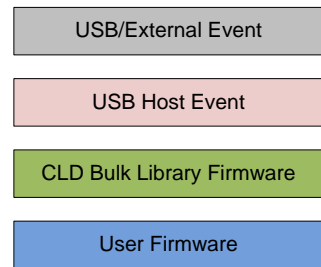 USB/External Event
USB Host Event
CLD Bulk Library Firmware
User Firmware